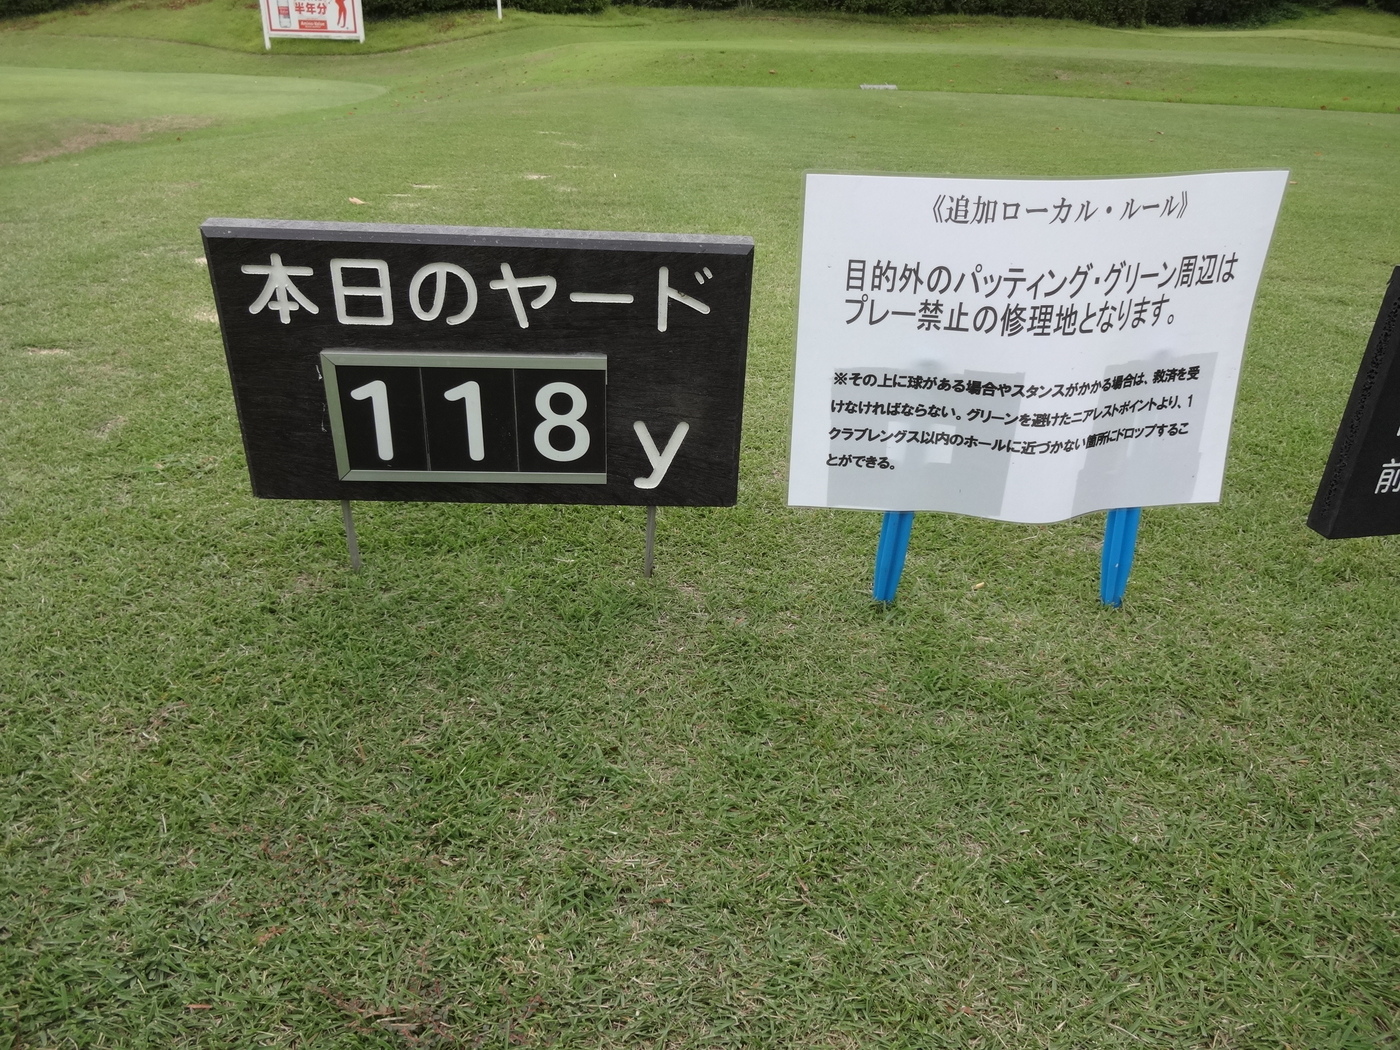 半年分
本日のヤード
118 y
《追加ローカル・ルール》
目的外のパッティング・グリーン周辺は
プレー禁止の修理地となります。
※その上に球がある場合やスタンスがかかる場合は、救済を受
けなければならない。グリーンを避けたニアレストポイントより、1
クラブレングス以内のホールに近づかない箇所にドロップするこ
とができる。
前